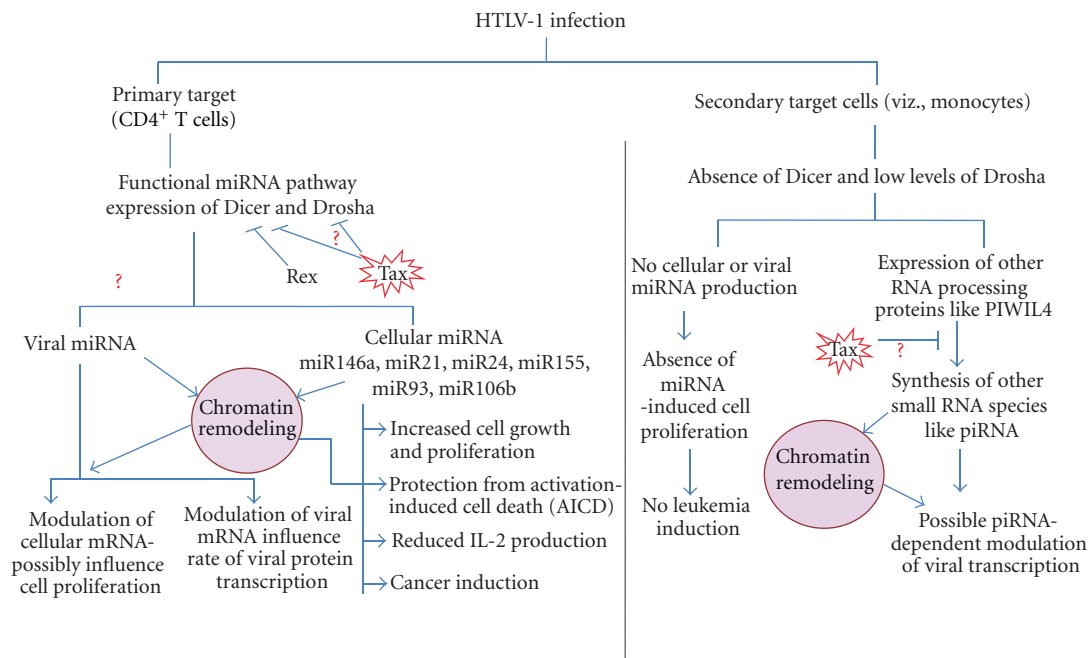 HTLV-1 infection
Primary target
(CD4+ T cells)
Functional miRNA pathway
expression of Dicer and Drosha
?
Rex
Tax
?
Viral miRNA
Cellular miRNA
miR146a, miR21, miR24, miR155,
miR93, miR106b
Chromatin
remodeling
Increased cell growth
and proliferation
Protection from activation-
induced cell death (AICD)
Reduced IL-2 production
Cancer induction
Modulation of
cellular mRNA-
possibly influence
cell proliferation
Modulation of viral
mRNA influence
rate of viral protein
transcription
Secondary target cells (viz., monocytes)
Absence of Dicer and low levels of Drosha
No cellular or viral
miRNA production
Absence of
miRNA
-induced cell
proliferation
No leukemia
induction
Expression of other
RNA processing
proteins like PIWIL4
Tax
?
Synthesis of other
small RNA species
like piRNA
Chromatin
remodeling
Possible piRNA-
dependent modulation
of viral transcription